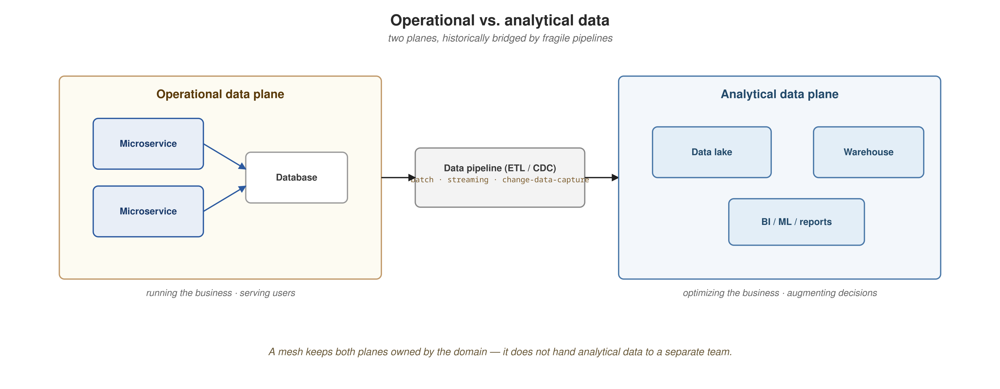 Operational vs. analytical data
two planes, historically bridged by fragile pipelines
Operational data plane
Microservice
Microservice
Database
Data pipeline (ETL / CDC)
batch · streaming · change-data-capture
Analytical data plane
Data lake
Warehouse
BI / ML / reports
running the business · serving users
optimizing the business · augmenting decisions
A mesh keeps both planes owned by the domain — it does not hand analytical data to a separate team.